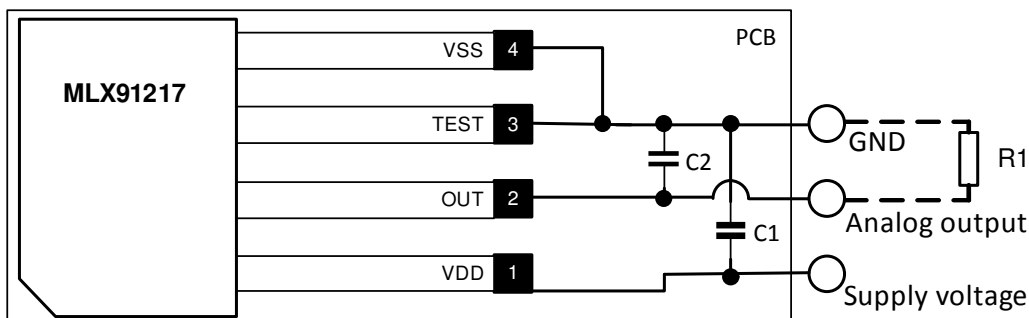 VSS 4
PCB
MLX91217
TEST 3
GND
C2
R1
OUT 2
Analog output
C1
VDD 1
Supply voltage